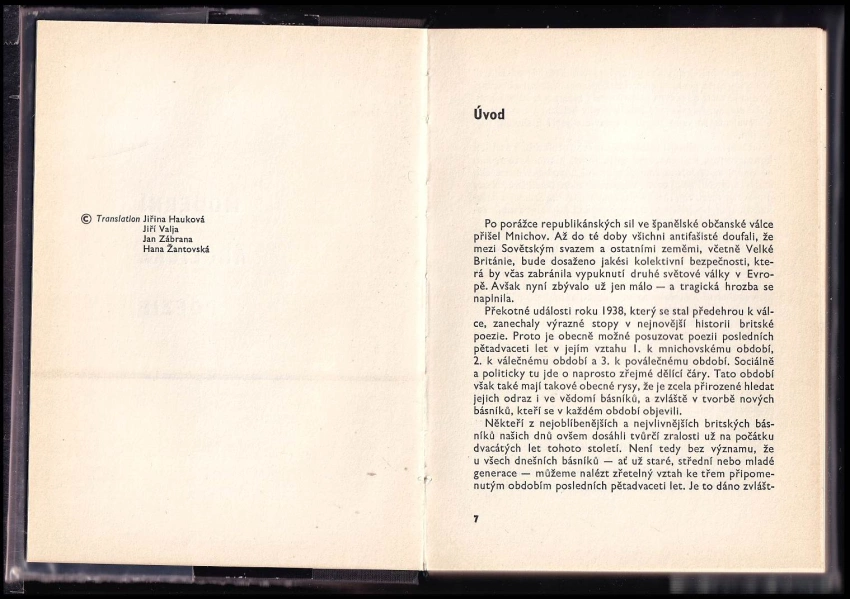 © Translation Jiřina Hauková
Jiří Valja
Jan Zábrana
Hana Žantovská
Úvod
Po porážce republikánských sil ve španělské občanské válce
přišel Mnichov. Až do té doby všichni antifašisté doufali, že
mezi Sovětským svazem a ostatními zeměmi, včetně Velké
Británie, bude dosaženo jakési kolektivní bezpečnosti, kte-
rá by včas zabránila vypuknutí druhé světové války v Evro-
pě. Avšak nyní zbývalo už jen málo — a tragická hrozba se
naplnila.
Překotné události roku 1938, který se stal předehrou k vál-
ce, zanechaly výrazné stopy v nejnovější historii britské
poezie. Proto je obecně možné posuzovat poezii posledních
pětadvaceti let v jejím vztahu 1. k mnichovskému období,
2. k válečnému období a 3. k poválečnému období. Sociálně
a politicky tu jde o naprosto zřejmé dělící čáry. Tato období
však také mají takové obecné rysy, že je zcela přirozené hledat
jejich odraz i ve vědomí básníků, a zvláště v tvorbě nových
básníků, kteří se v každém období objevili.
Někteří z nejoblíbenějších a nejvlivnějších britských bás-
níků našich dnů ovšem dosáhli tvůrčí zralosti už na počátku
dvacátých let tohoto století. Není tedy bez významu, že
u všech dnešních básníků — ať už staré, střední nebo mladé
generace — můžeme nalézt zřetelný vztah ke třem připome-
nutým obdobím posledních pětadvaceti let. Je to dáno zvlášt-
7